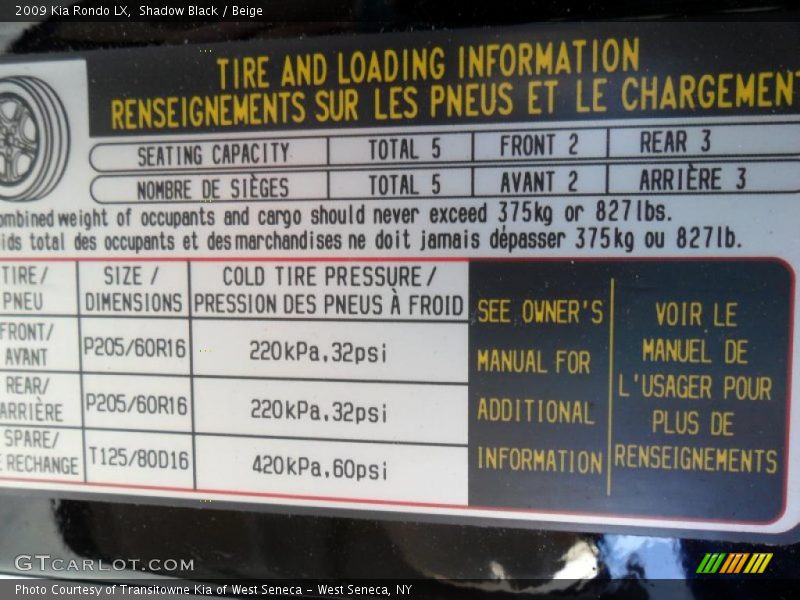 2009 Kia Rondo LX, Shadow Black / Beige
TIRE AND LOADING INFORMATION
RENSEIGNEMENTS SUR LES PNEUS ET LE CHARGEMENT
SEATING CAPACITY TOTAL 5 FRONT 2 REAR 3
NOMBRE DE SIÈGES TOTAL 5 AVANT 2 ARRIÈRE 3
ombined weight of occupants and cargo should never exceed 375kg or 827lbs.
ids total des occupants et des marchandises ne doit jamais dépasser 375kg ou 827lb.
TIRE/
PNEU
SIZE /
DIMENSIONS
COLD TIRE PRESSURE/
PRESSION DES PNEUS À FROID
FRONT/
AVANT
P205/60R16
220kPa,32psi
REAR/
ARRIÈRE
P205/60R16
220kPa,32psi
SPARE/
E RECHANGE
T125/80D16
420kPa,60psi
SEE OWNER'S
MANUAL FOR
ADDITIONAL
INFORMATION
VOIR LE
MANUEL DE
L'USAGER POUR
PLUS DE
RENSEIGNEMENTS
GTCARLOT.COM
Photo Courtesy of Transitowne Kia of West Seneca - West Seneca, NY